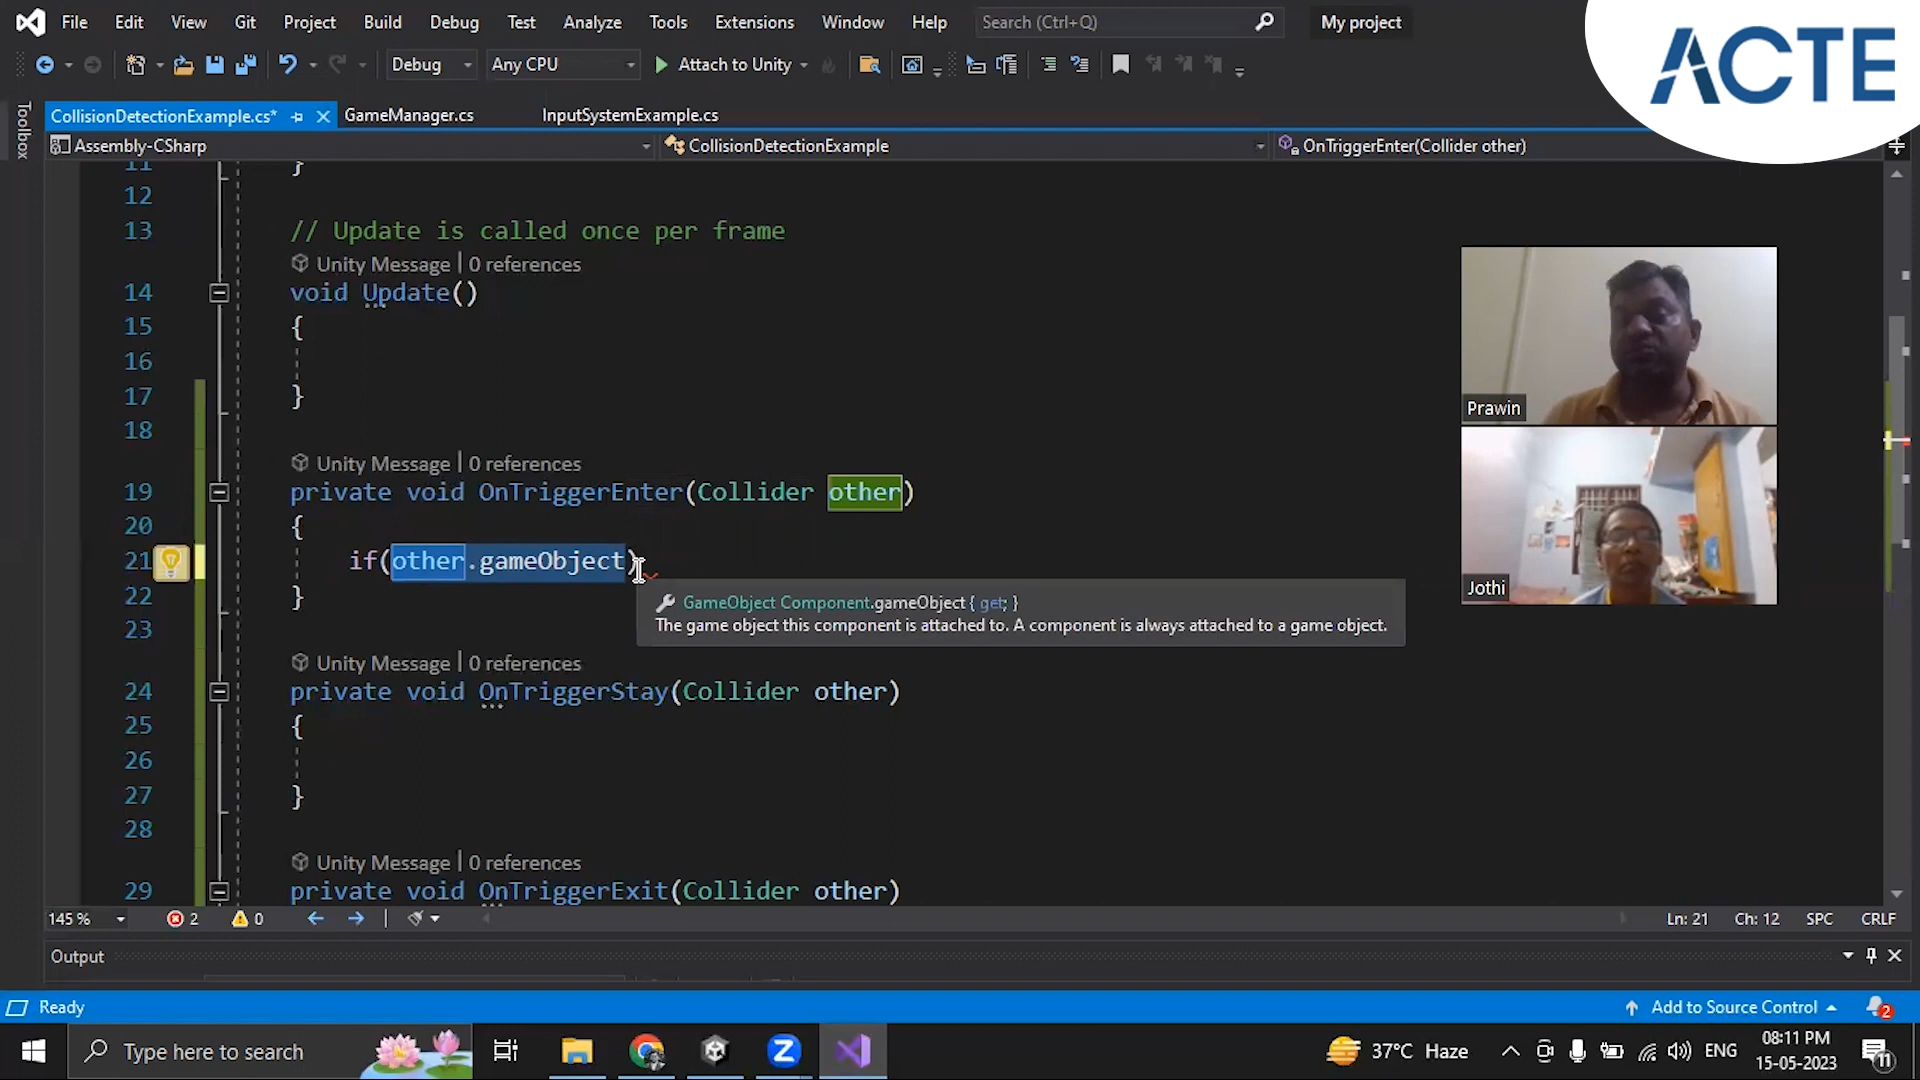 File Edit View Git Project Build Debug Test Analyze Tools Extensions Window Help Search (Ctrl+Q) My project
ACTE
Debug Any CPU Attach to Unity
Toolbox
CollisionDetectionExample.cs* GameManager.cs InputSystemExample.cs
Assembly-CSharp CollisionDetectionExample OnTriggerEnter(Collider other)
11 }
12
13 // Update is called once per frame
Unity Message | 0 references
14 void Update()
15 {
16
17 }
18
Unity Message | 0 references
19 private void OnTriggerEnter(Collider other)
20 {
21 if(other.gameObject)
22 }
GameObject Component.gameObject { get; }
The game object this component is attached to. A component is always attached to a game object.
23
Unity Message | 0 references
24 private void OnTriggerStay(Collider other)
25 {
26
27 }
28
Unity Message | 0 references
29 private void OnTriggerExit(Collider other)
Prawin
Jothi
145 % 2 0 Ln: 21 Ch: 12 SPC CRLF
Output
Ready Add to Source Control 2
Type here to search 37°C Haze ENG 08:11 PM
15-05-2023 11